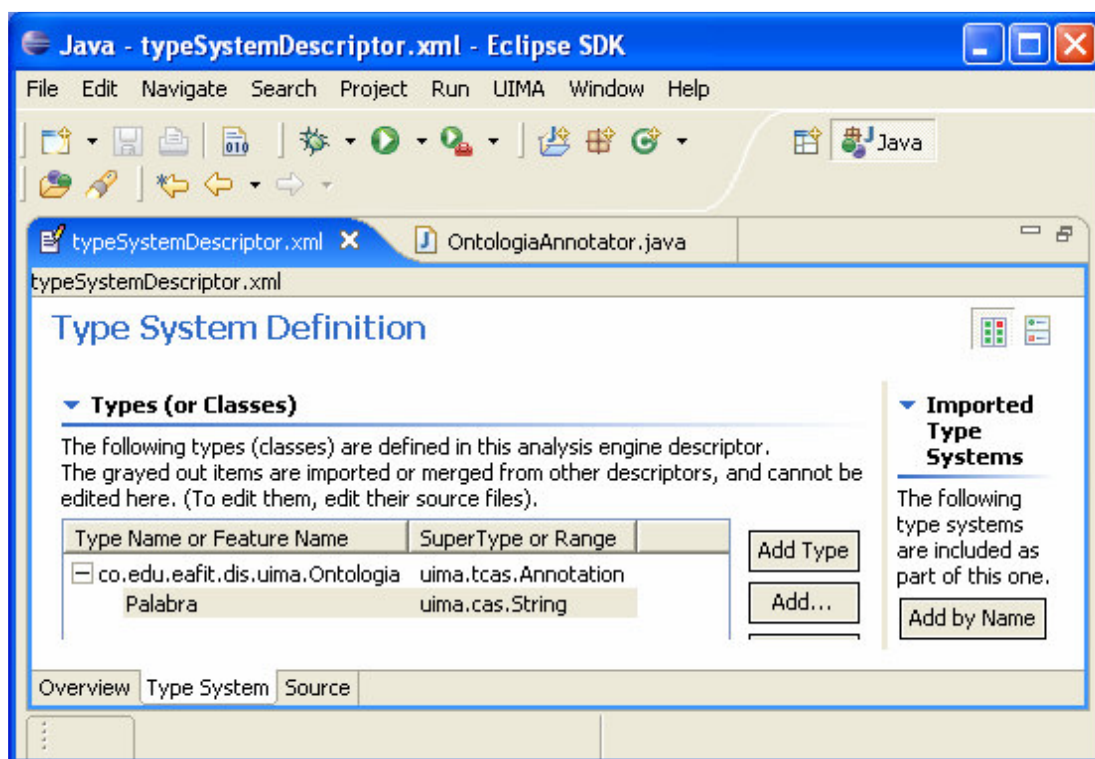 Java - typeSystemDescriptor.xml - Eclipse SDK
File Edit Navigate Search Project Run UIMA Window Help
010
Java
typeSystemDescriptor.xml
OntologiaAnnotator.java
typeSystemDescriptor.xml
Type System Definition
Types (or Classes)
The following types (classes) are defined in this analysis engine descriptor.
The grayed out items are imported or merged from other descriptors, and cannot be
edited here. (To edit them, edit their source files).
Type Name or Feature Name SuperType or Range
co.edu.eafit.dis.uima.Ontologia uima.tcas.Annotation
Palabra uima.cas.String
Add Type
Add...
Imported
Type
Systems
The following
type systems
are included as
part of this one.
Add by Name
Overview Type System Source